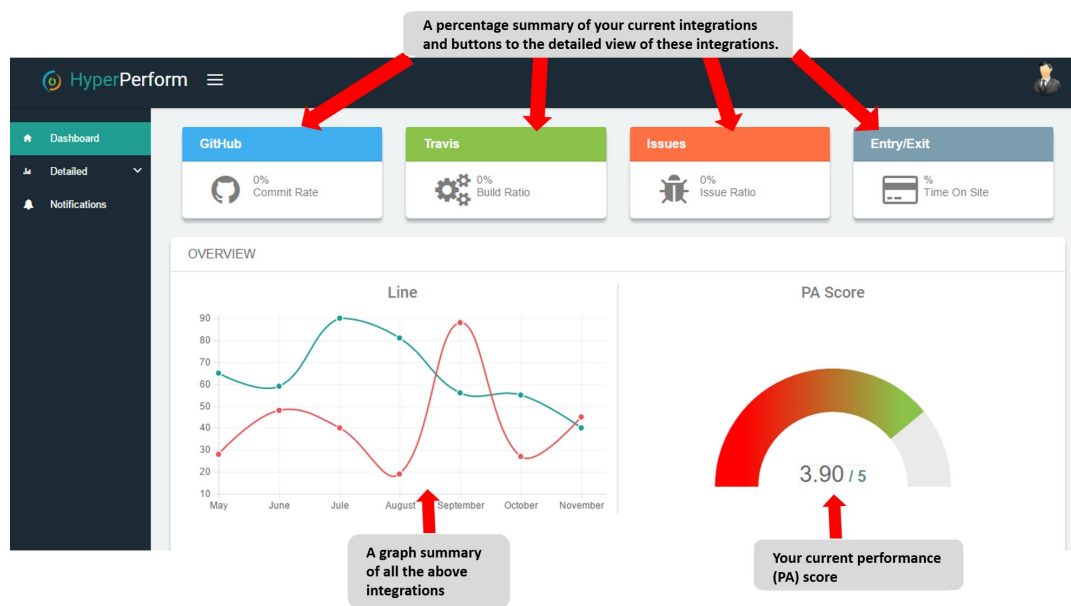 A percentage summary of your current integrations
and buttons to the detailed view of these integrations.
HyperPerform
Dashboard
Detailed
Notifications
GitHub
0%
Commit Rate
Travis
0%
Build Ratio
Issues
0%
Issue Ratio
Entry/Exit
%
Time On Site
OVERVIEW
Line
90
80
70
60
50
40
30
20
10
May June Jule August September October November
PA Score
3.90 / 5
A graph summary
of all the above
integrations
Your current performance
(PA) score